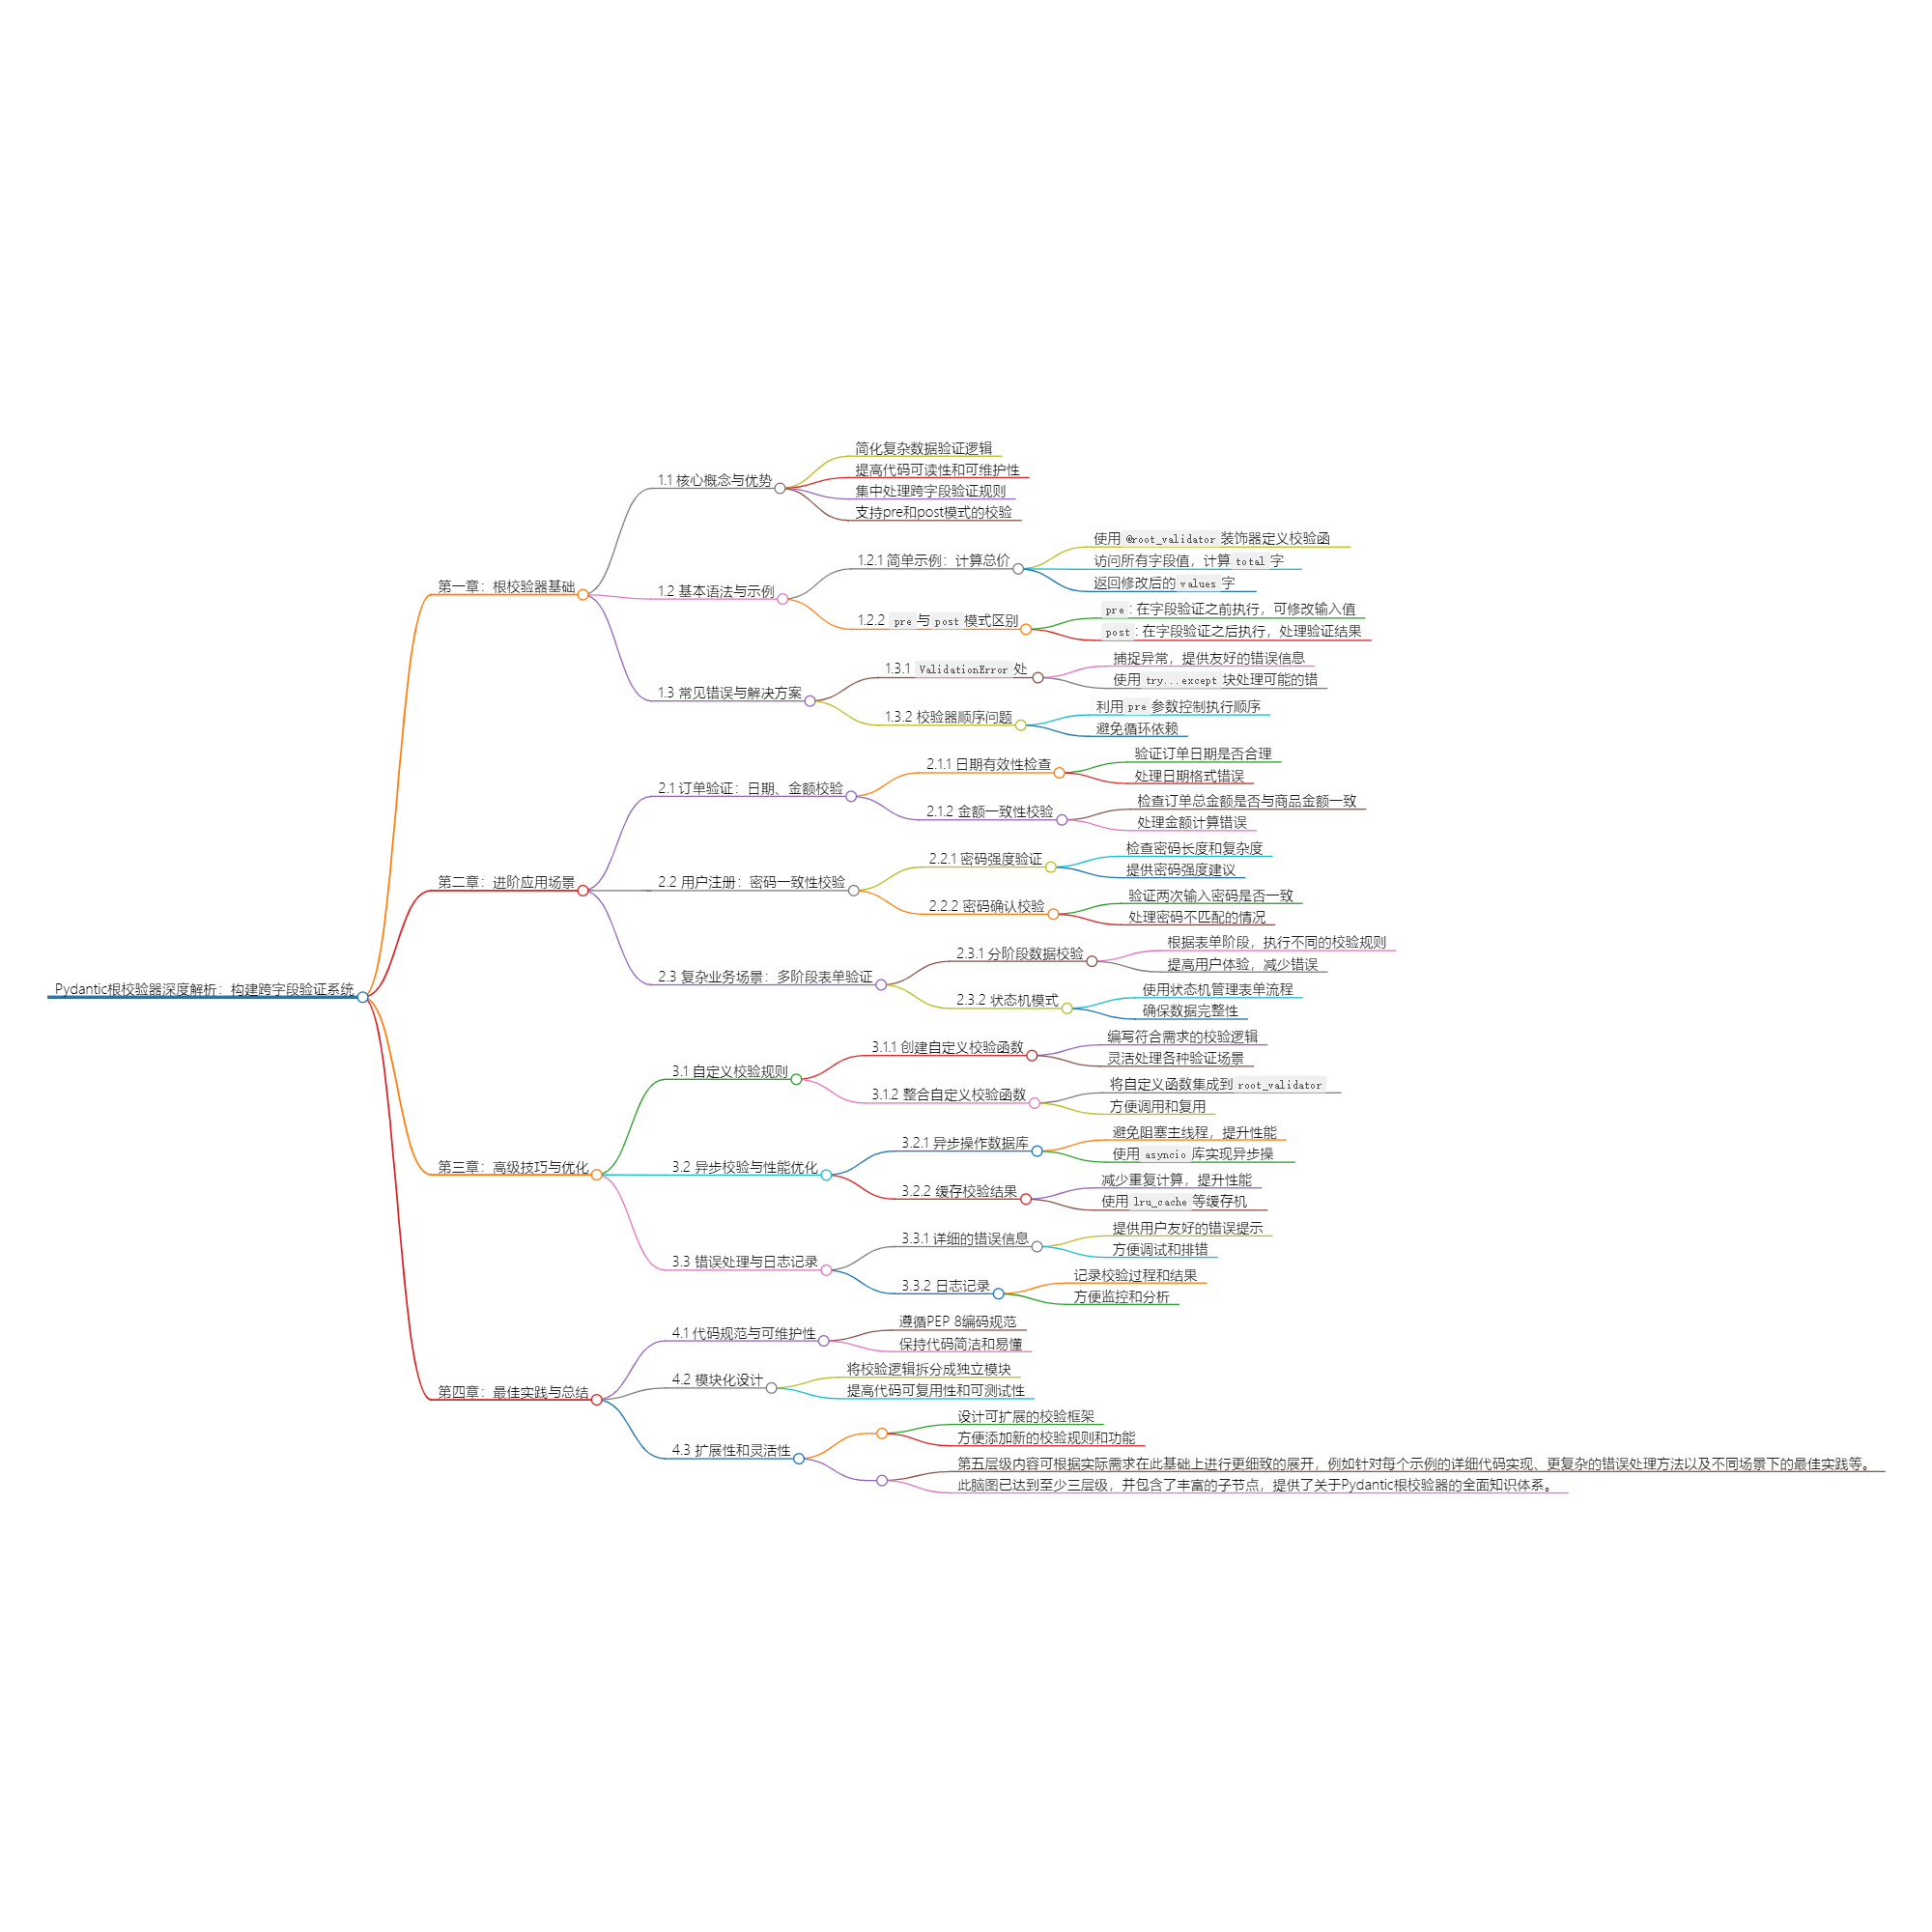 Pydantic根校验器深度解析：构建跨字段验证系统
第一章：根校验器基础
1.1 核心概念与优势
简化复杂数据验证逻辑
提高代码可读性和可维护性
集中处理跨字段验证规则
支持pre和post模式的校验
1.2 基本语法与示例
1.2.1 简单示例：计算总价
使用 @root_validator 装饰器定义校验函
访问所有字段值，计算 total 字
返回修改后的 values 字
1.2.2 pre 与 post 模式区别
pre : 在字段验证之前执行，可修改输入值
post : 在字段验证之后执行，处理验证结果
1.3 常见错误与解决方案
1.3.1 ValidationError 处
捕捉异常，提供友好的错误信息
使用 try...except 块处理可能的错
1.3.2 校验器顺序问题
利用 pre 参数控制执行顺序
避免循环依赖
第二章：进阶应用场景
2.1 订单验证：日期、金额校验
2.1.1 日期有效性检查
验证订单日期是否合理
处理日期格式错误
2.1.2 金额一致性校验
检查订单总金额是否与商品金额一致
处理金额计算错误
2.2 用户注册：密码一致性校验
2.2.1 密码强度验证
检查密码长度和复杂度
提供密码强度建议
2.2.2 密码确认校验
验证两次输入密码是否一致
处理密码不匹配的情况
2.3 复杂业务场景：多阶段表单验证
2.3.1 分阶段数据校验
根据表单阶段，执行不同的校验规则
提高用户体验，减少错误
2.3.2 状态机模式
使用状态机管理表单流程
确保数据完整性
第三章：高级技巧与优化
3.1 自定义校验规则
3.1.1 创建自定义校验函数
编写符合需求的校验逻辑
灵活处理各种验证场景
3.1.2 整合自定义校验函数
将自定义函数集成到 root_validator
方便调用和复用
3.2 异步校验与性能优化
3.2.1 异步操作数据库
避免阻塞主线程，提升性能
使用 asyncio 库实现异步操
3.2.2 缓存校验结果
减少重复计算，提升性能
使用 lru_cache 等缓存机
3.3 错误处理与日志记录
3.3.1 详细的错误信息
提供用户友好的错误提示
方便调试和排错
3.3.2 日志记录
记录校验过程和结果
方便监控和分析
第四章：最佳实践与总结
4.1 代码规范与可维护性
遵循PEP 8编码规范
保持代码简洁和易懂
4.2 模块化设计
将校验逻辑拆分成独立模块
提高代码可复用性和可测试性
4.3 扩展性和灵活性
设计可扩展的校验框架
方便添加新的校验规则和功能
第五层级内容可根据实际需求在此基础上进行更细致的展开，例如针对每个示例的详细代码实现、更复杂的错误处理方法以及不同场景下的最佳实践等。
此脑图已达到至少三层级，并包含了丰富的子节点，提供了关于Pydantic根校验器的全面知识体系。